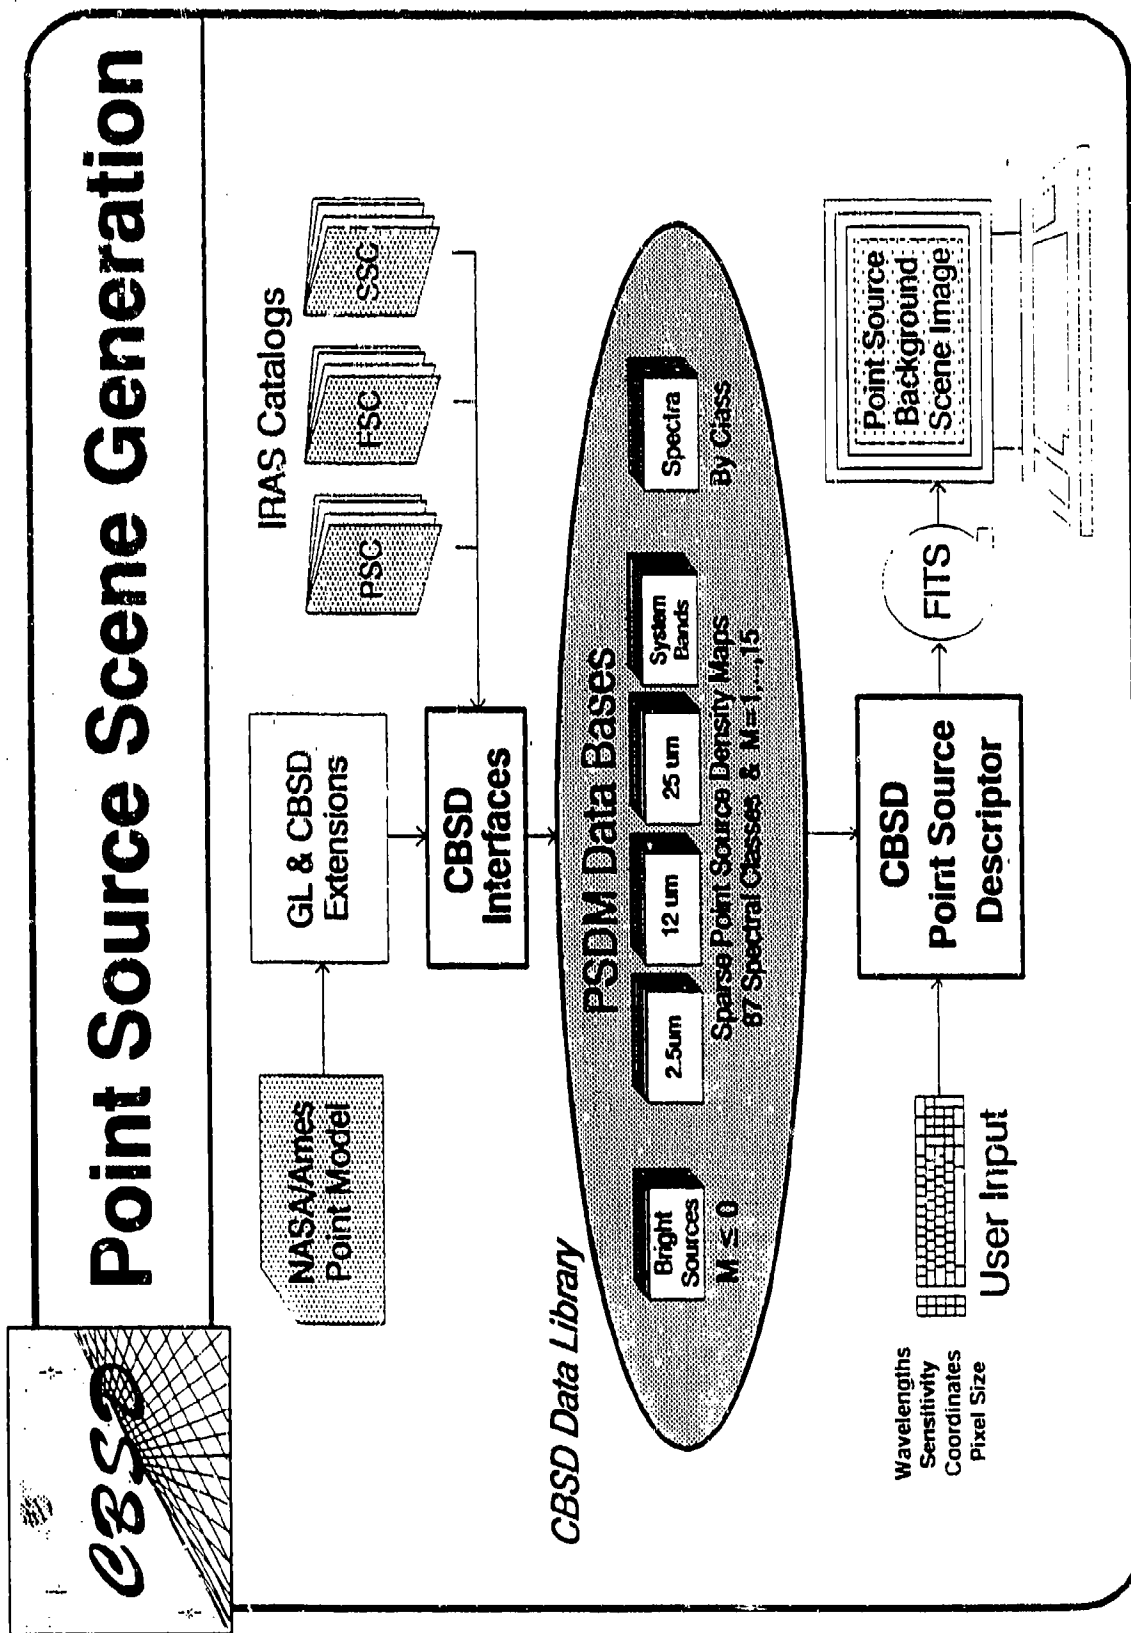 CBSD
Point Source Scene Generation
NASA/Ames
Point Model
GL & CBSD
Extensions
IRAS Catalogs
PSC
FSC
SSC
CBSD
Interfaces
CBSD Data Library
PSDM Data Bases
Bright
Sources
M ≤ 0
2.5um
12 um
25 um
System
Bands
Spectra
By Class
Sparse Point Source Density Maps
87 Spectral Classes & M=1,...,15
Wavelengths
Sensitivity
Coordinates
Pixel Size
User Input
CBSD
Point Source
Descriptor
FITS
Point Source
Background
Scene Image